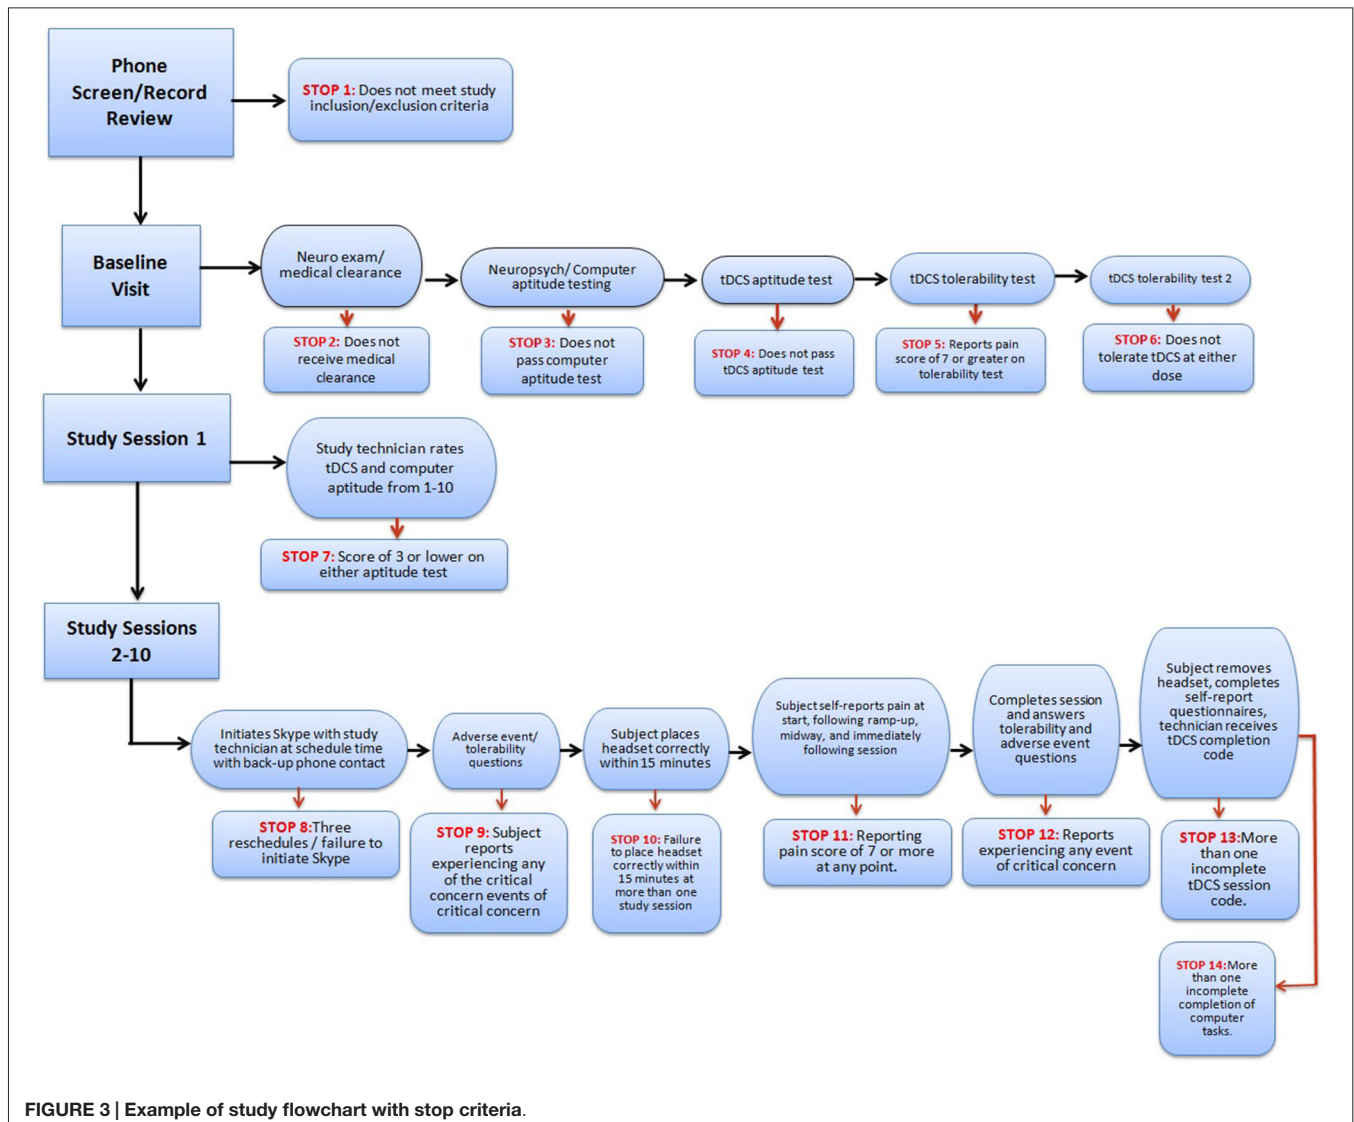 Phone
Screen/Record
Review
STOP 1: Does not meet study
inclusion/exclusion criteria
Baseline
Visit
Neuro exam/
medical clearance
Neuropsych/ Computer
aptitude testing
tDCS aptitude test
tDCS tolerability test
tDCS tolerability test 2
STOP 2: Does not
receive medical
clearance
STOP 3: Does not
pass computer
aptitude test
STOP 4: Does not pass
tDCS aptitude test
STOP 5: Reports pain
score of 7 or greater on
tolerability test
STOP 6: Does not
tolerate tDCS at either
dose
Study Session 1
Study technician rates
tDCS and computer
aptitude from 1-10
STOP 7: Score of 3 or lower on
either aptitude test
Study Sessions
2-10
Initiates Skype with study
technician at schedule time
with back-up phone contact
Adverse event/
tolerability
questions
Subject places
headset correctly
within 15 minutes
Subject self-reports pain at
start, following ramp-up,
midway, and immediately
following session
Completes session
and answers
tolerability and
adverse event
questions
Subject removes
headset, completes
self-report
questionnaires,
technician receives
tDCS completion
code
STOP 8:Three
reschedules / failure to
initiate Skype
STOP 9: Subject
reports
experiencing any
of the critical
concern events of
critical concern
STOP 10: Failure
to place headset
correctly within
15 minutes at
more than one
study session
STOP 11: Reporting
pain score of 7 or more
at any point.
STOP 12: Reports
experiencing any event
of critical concern
STOP 13:More
than one
incomplete
tDCS session
code.
STOP 14:More
than one
incomplete
completion of
computer
tasks.
FIGURE 3 | Example of study flowchart with stop criteria.